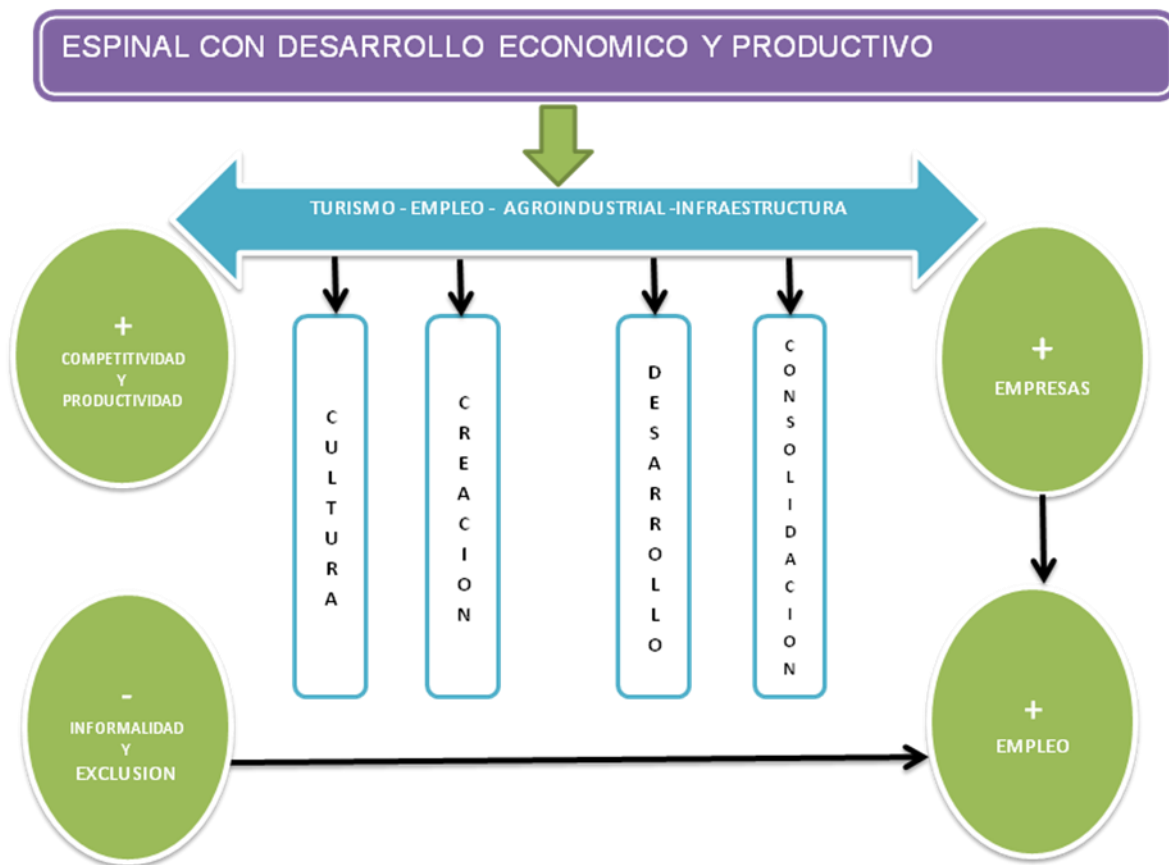 ESPINAL CON DESARROLLO ECONOMICO Y PRODUCTIVO
TURISMO - EMPLEO - AGROINDUSTRIAL -INFRAESTRUCTURA
+
COMPETITIVIDAD
Y
PRODUCTIVIDAD
CULTURA
CREACION
DESARROLLO
CONSOLIDACION
+
EMPRESAS
-
INFORMALIDAD
Y
EXCLUSION
+
EMPLEO